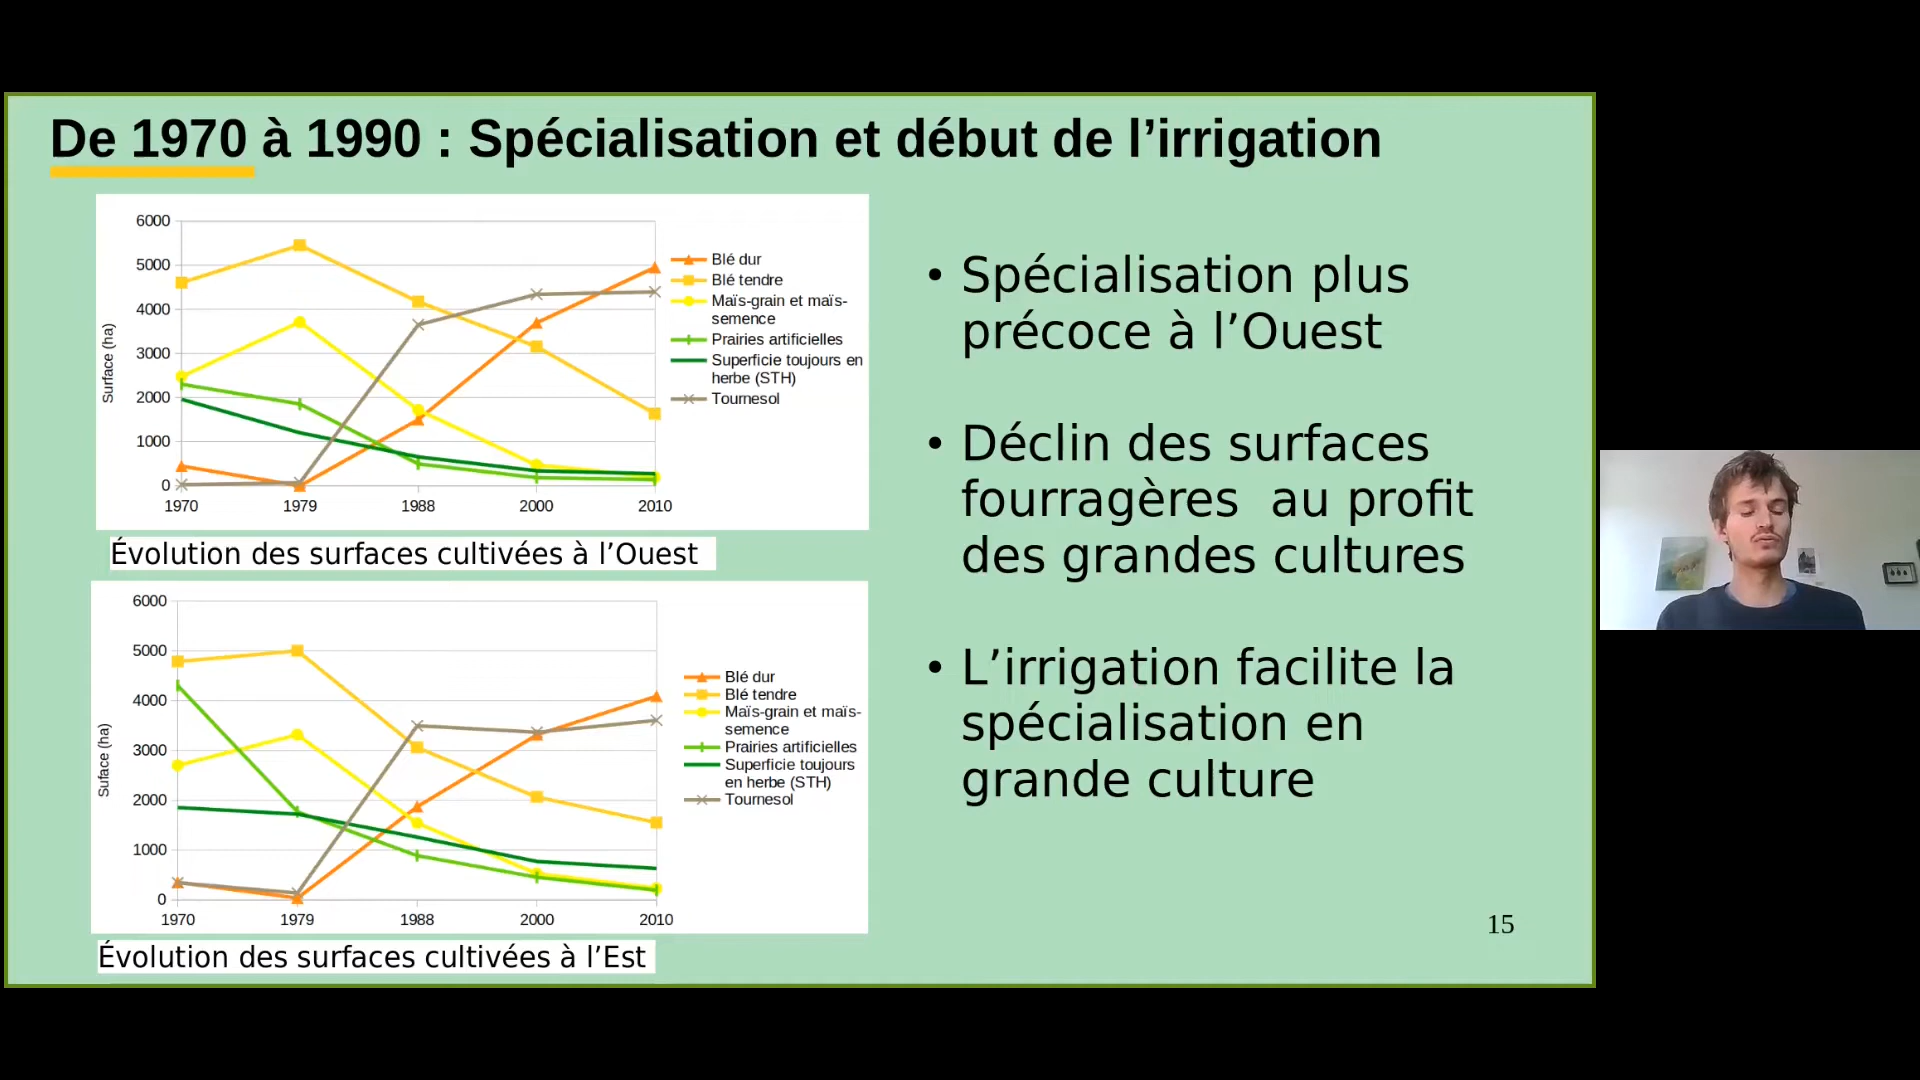 De 1970 à 1990 : Spécialisation et début de l’irrigation
6000
5000
4000
3000
2000
1000
0
Surface (ha)
1970 1979 1988 2000 2010
Blé dur
Blé tendre
Maïs-grain et maïs-
semence
Prairies artificielles
Superficie toujours en
herbe (STH)
Tournesol
Évolution des surfaces cultivées à l’Ouest
6000
5000
4000
3000
2000
1000
0
Suface (ha)
1970 1979 1988 2000 2010
Blé dur
Blé tendre
Maïs-grain et maïs-
semence
Prairies artificielles
Superficie toujours
en herbe (STH)
Tournesol
Évolution des surfaces cultivées à l’Est
• Spécialisation plus
précoce à l’Ouest
• Déclin des surfaces
fourragères  au profit
des grandes cultures
• L’irrigation facilite la
spécialisation en
grande culture
15